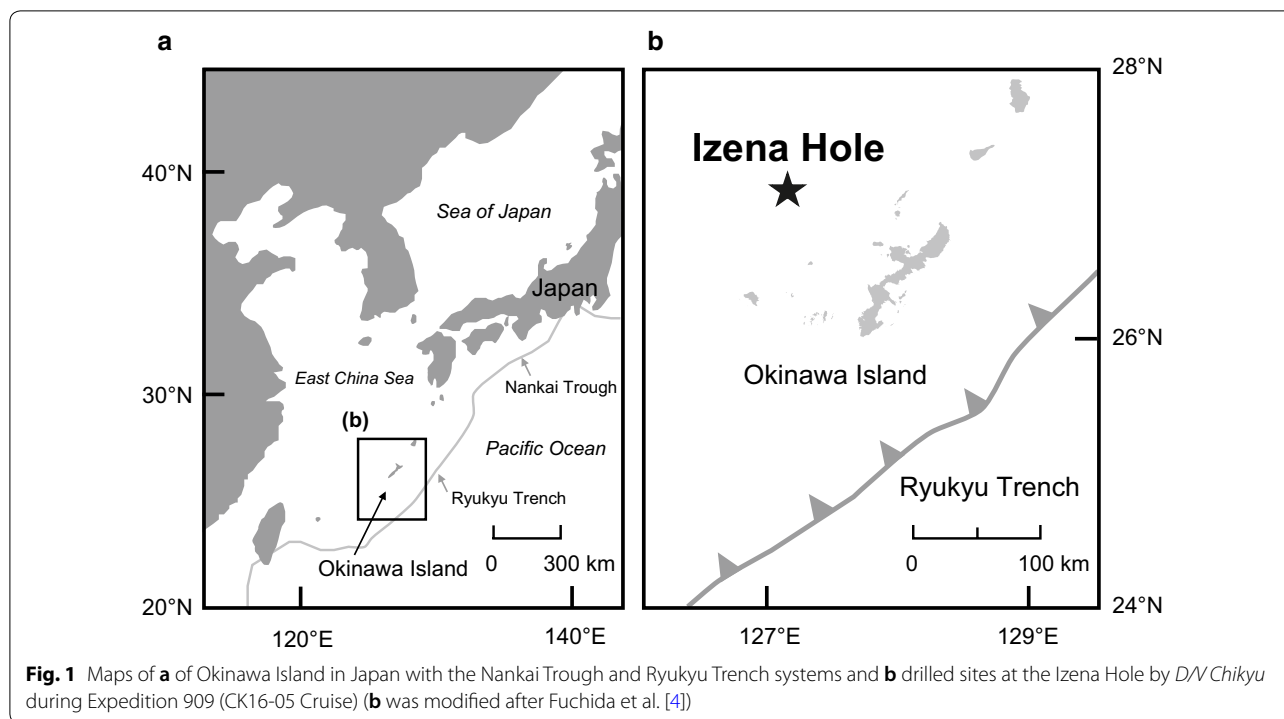 a
b
40°N
30°N
20°N
120°E
140°E
Sea of Japan
Japan
East China Sea
Nankai Trough
(b)
Pacific Ocean
Ryukyu Trench
Okinawa Island
0 300 km
28°N
Izena Hole
26°N
Okinawa Island
Ryukyu Trench
0 100 km
24°N
127°E
129°E
Fig. 1 Maps of a of Okinawa Island in Japan with the Nankai Trough and Ryukyu Trench systems and b drilled sites at the Izena Hole by D/V Chikyu
during Expedition 909 (CK16-05 Cruise) (b was modified after Fuchida et al. [4])